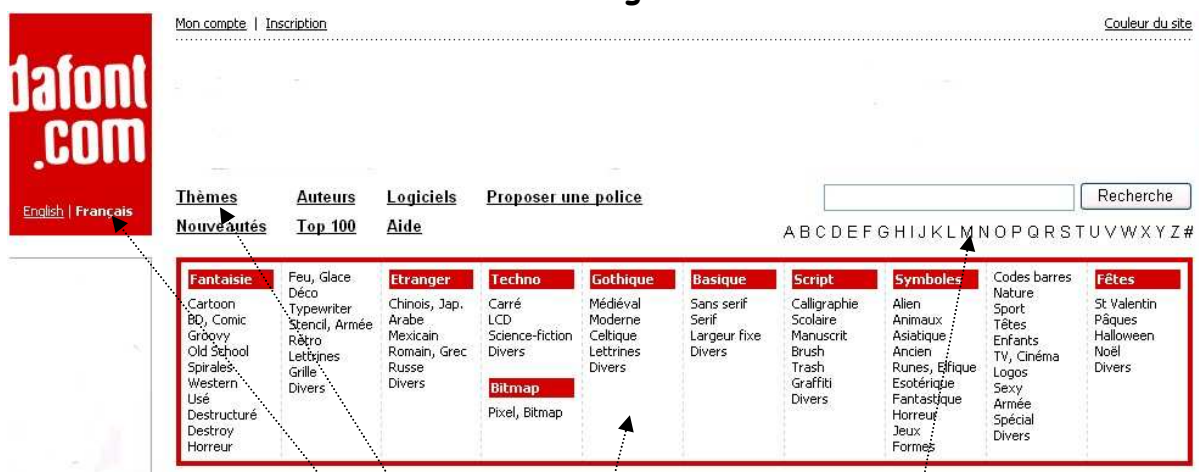 Mon compte | Inscription
Couleur du site
dafont
.com
English | Français
Thèmes Auteurs Logiciels Proposer une police
Nouveautés Top 100 Aide
Recherche
A B C D E F G H I J K L M N O P Q R S T U V W X Y Z #
Fantaisie
Cartoon
BD, Comic
Groovy
Old School
Spirales
Western
Usé
Destructuré
Destroy
Horreur
Feu, Glace
Déco
Typewriter
Stencil, Armée
Rétro
Lettrines
Grille
Divers
Etranger
Chinois, Jap.
Arabe
Mexicain
Romain, Grec
Russe
Divers
Techno
Carré
LCD
Science-fiction
Divers
Bitmap
Pixel, Bitmap
Gothique
Médiéval
Moderne
Celtique
Lettrines
Divers
Basique
Sans serif
Serif
Largeur fixe
Divers
Script
Calligraphie
Scolaire
Manuscrit
Brush
Trash
Graffiti
Divers
Symboles
Alien
Animaux
Asiatique
Ancien
Runes, Elfique
Esotérique
Fantastique
Horreur
Jeux
Formes
Codes barres
Nature
Sport
Têtes
Enfants
TV, Cinéma
Logos
Sexy
Armée
Spécial
Divers
Fêtes
St Valentin
Pâques
Halloween
Noël
Divers